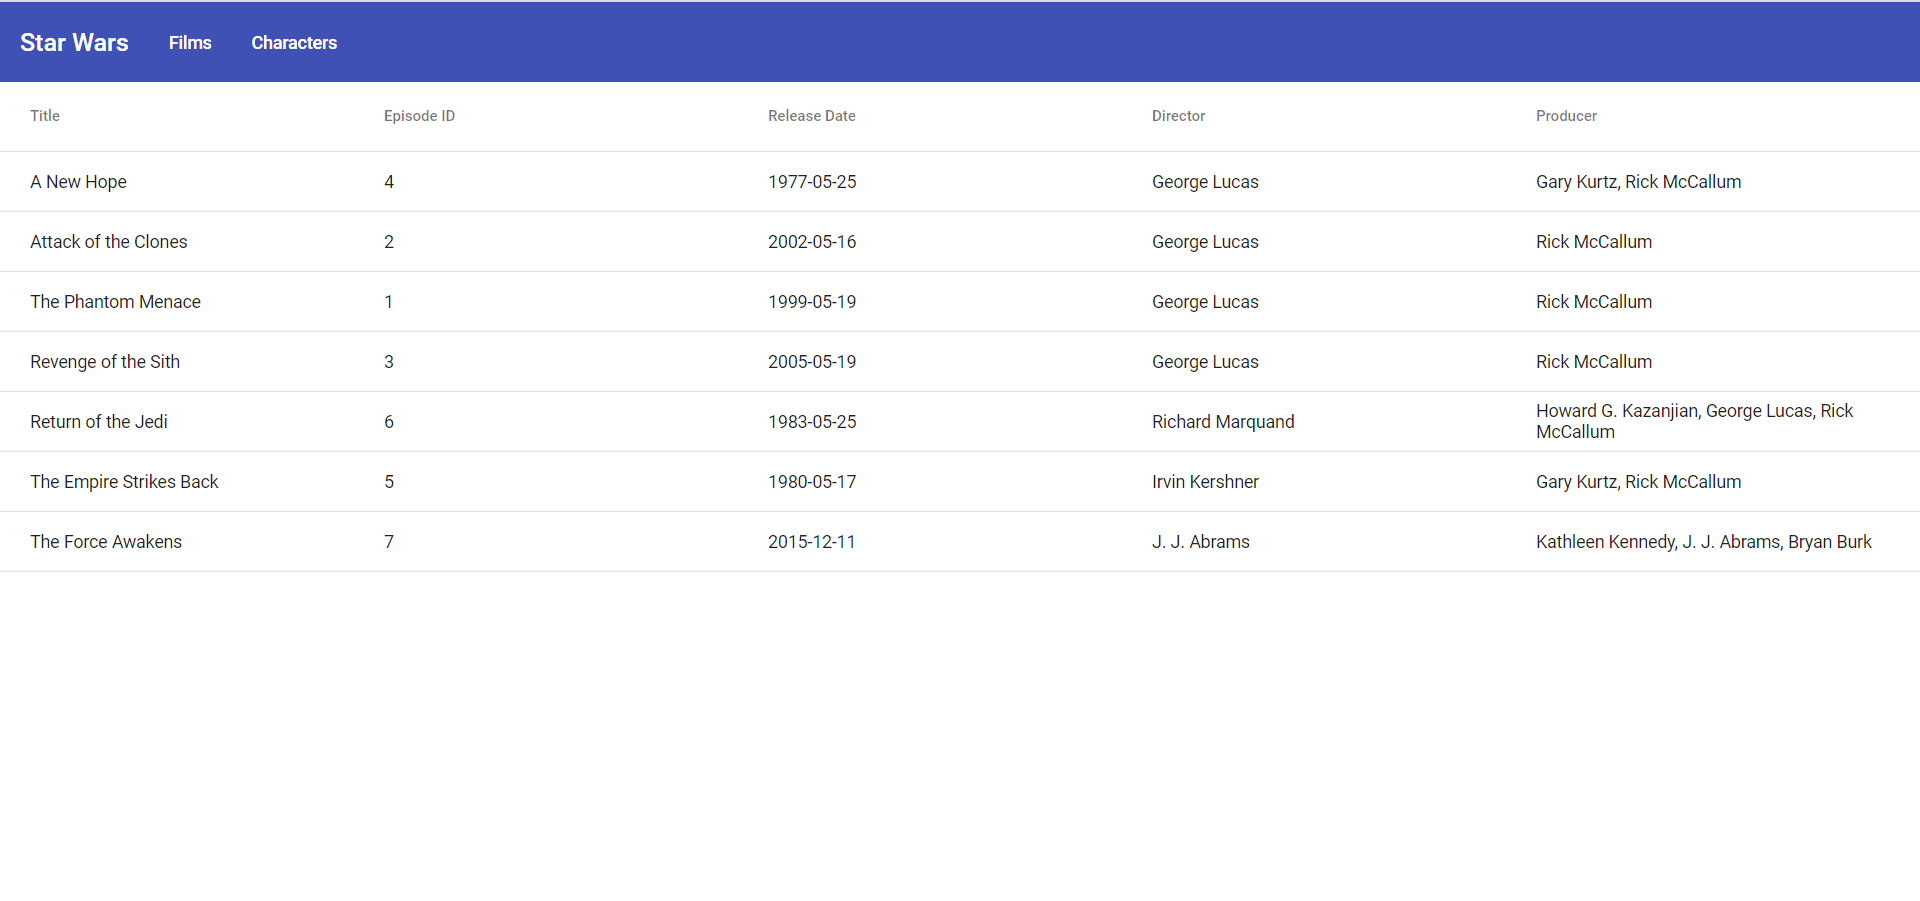 Star Wars Films Characters
Title Episode ID Release Date Director Producer
A New Hope 4 1977-05-25 George Lucas Gary Kurtz, Rick McCallum
Attack of the Clones 2 2002-05-16 George Lucas Rick McCallum
The Phantom Menace 1 1999-05-19 George Lucas Rick McCallum
Revenge of the Sith 3 2005-05-19 George Lucas Rick McCallum
Return of the Jedi 6 1983-05-25 Richard Marquand Howard G. Kazanjian, George Lucas, Rick
McCallum
The Empire Strikes Back 5 1980-05-17 Irvin Kershner Gary Kurtz, Rick McCallum
The Force Awakens 7 2015-12-11 J. J. Abrams Kathleen Kennedy, J. J. Abrams, Bryan Burk